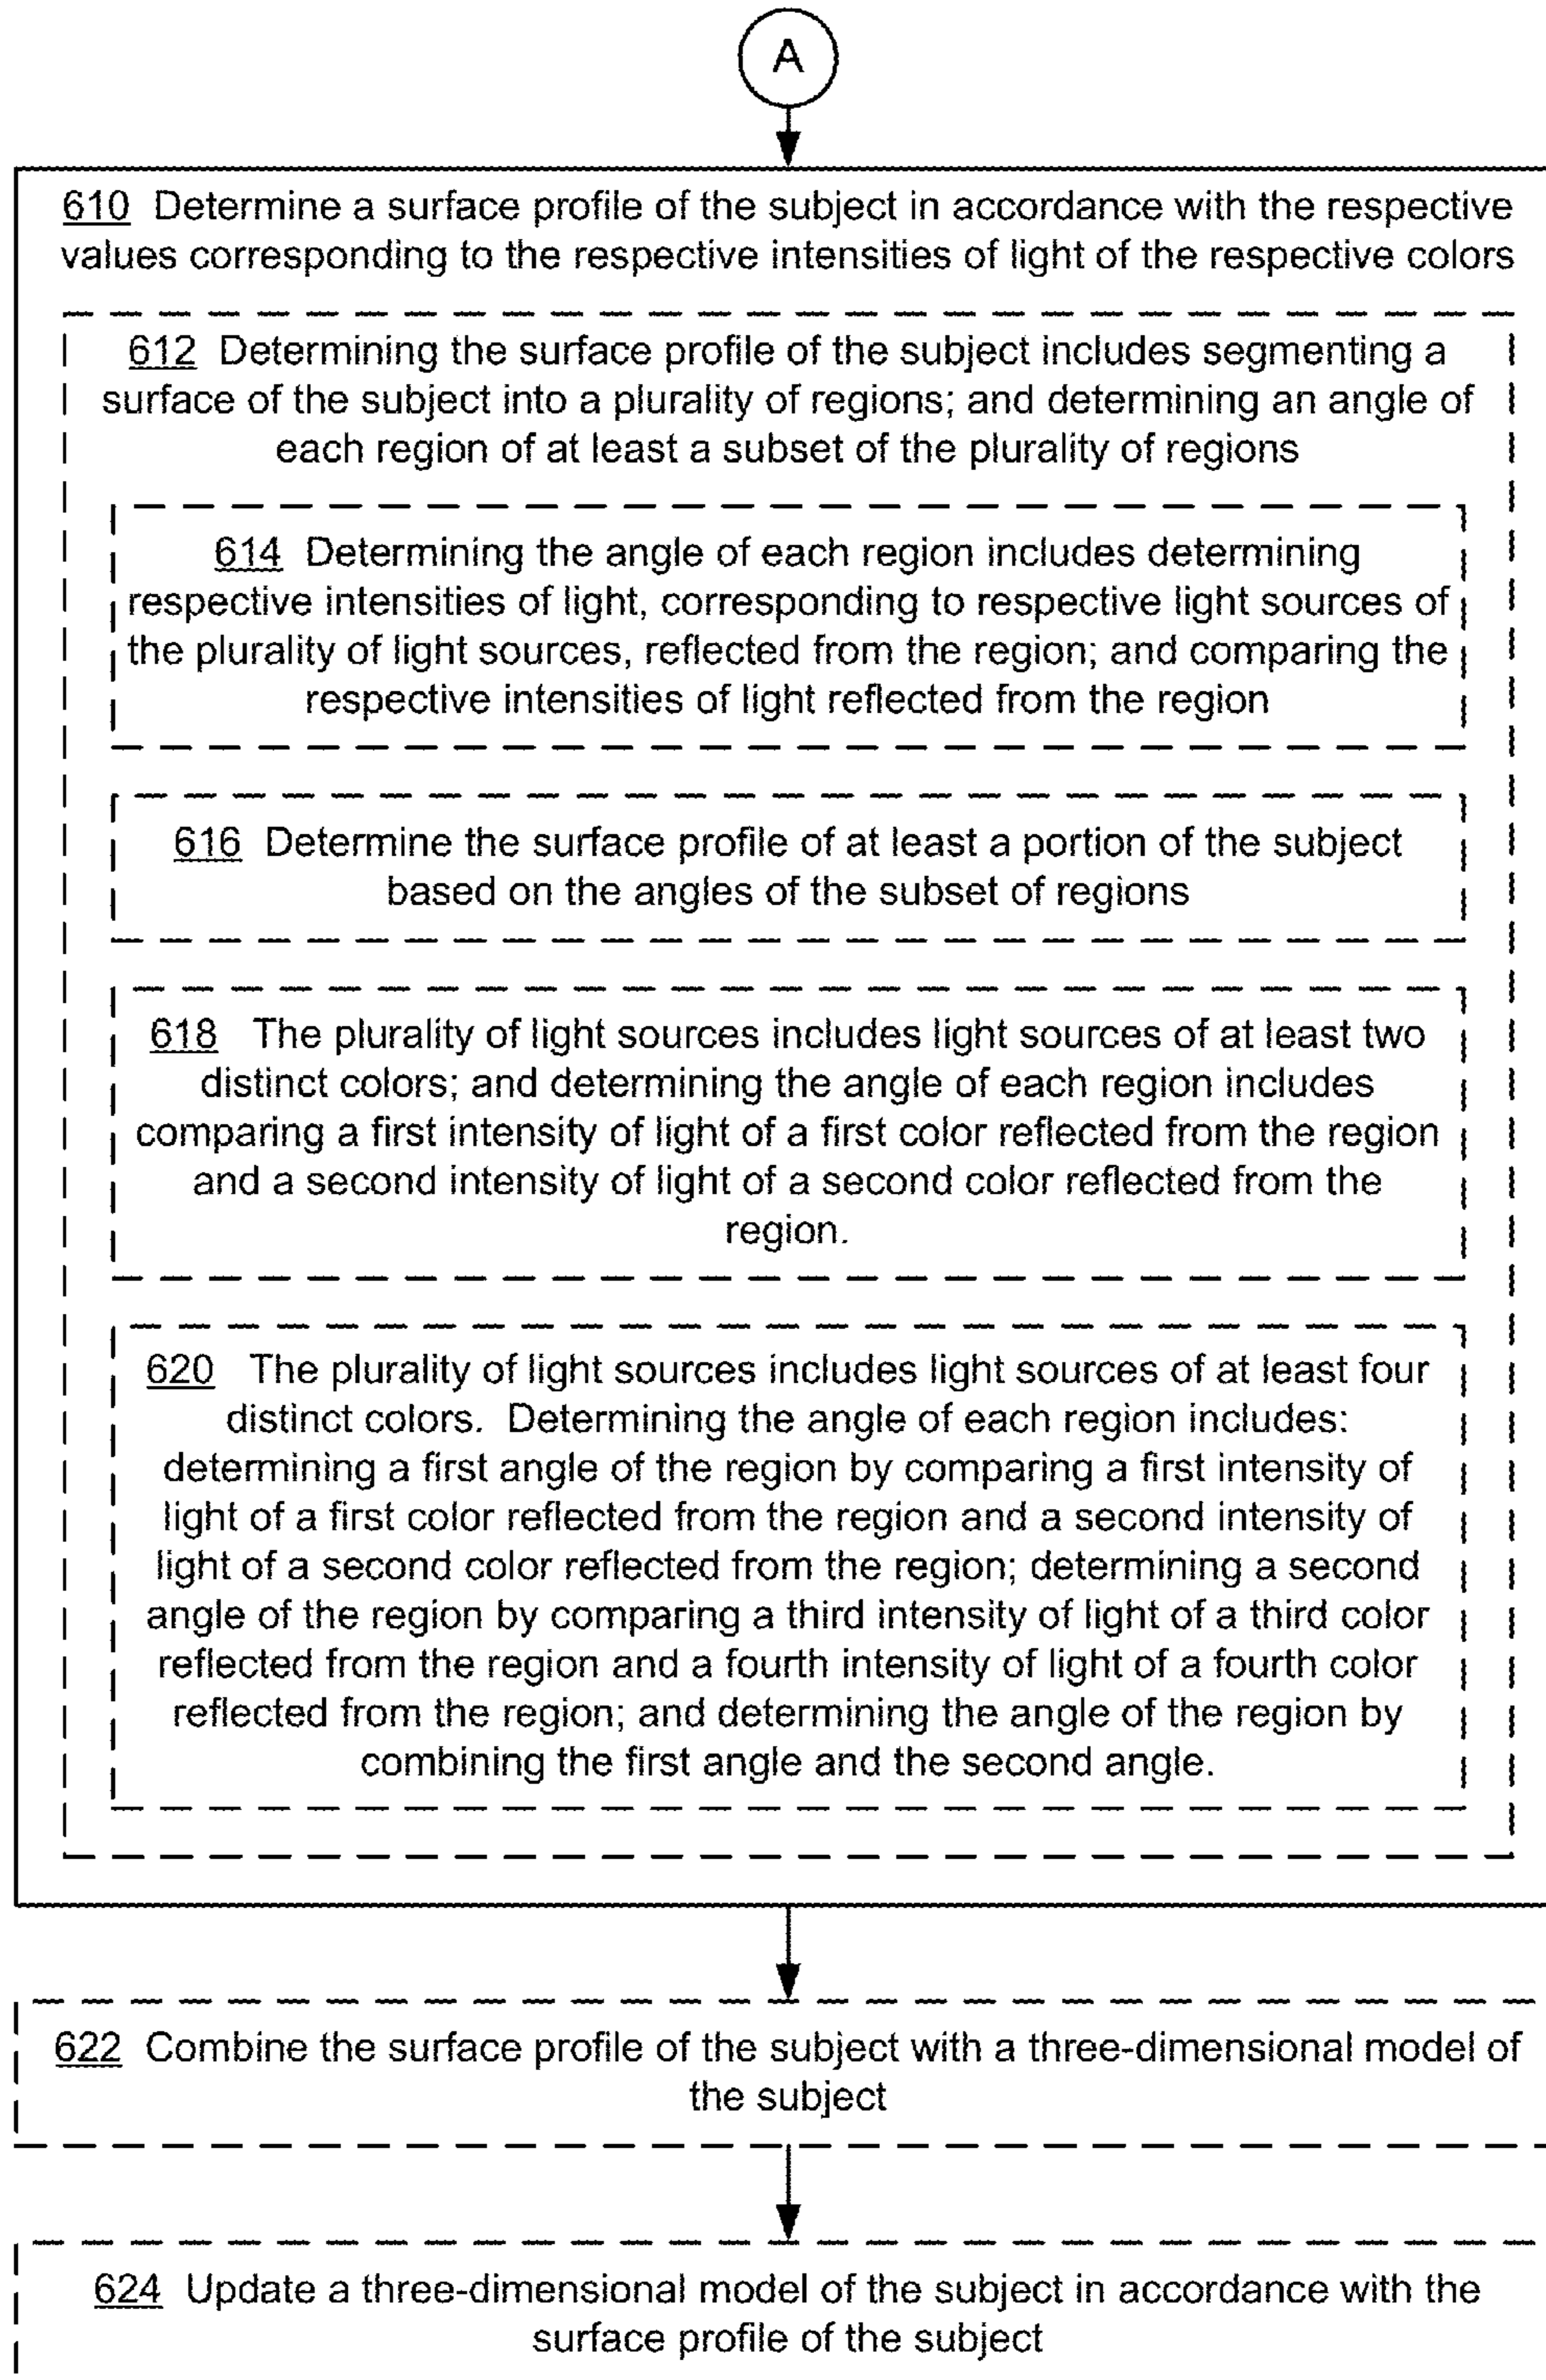 A
610 Determine a surface profile of the subject in accordance with the respective
values corresponding to the respective intensities of light of the respective colors
612 Determining the surface profile of the subject includes segmenting a
surface of the subject into a plurality of regions; and determining an angle of
each region of at least a subset of the plurality of regions
614 Determining the angle of each region includes determining
respective intensities of light, corresponding to respective light sources of
the plurality of light sources, reflected from the region; and comparing the
respective intensities of light reflected from the region
616 Determine the surface profile of at least a portion of the subject
based on the angles of the subset of regions
618 The plurality of light sources includes light sources of at least two
distinct colors; and determining the angle of each region includes
comparing a first intensity of light of a first color reflected from the region
and a second intensity of light of a second color reflected from the
region.
620 The plurality of light sources includes light sources of at least four
distinct colors. Determining the angle of each region includes:
determining a first angle of the region by comparing a first intensity of
light of a first color reflected from the region and a second intensity of
light of a second color reflected from the region; determining a second
angle of the region by comparing a third intensity of light of a third color
reflected from the region and a fourth intensity of light of a fourth color
reflected from the region; and determining the angle of the region by
combining the first angle and the second angle.
622 Combine the surface profile of the subject with a three-dimensional model of
the subject
624 Update a three-dimensional model of the subject in accordance with the
surface profile of the subject